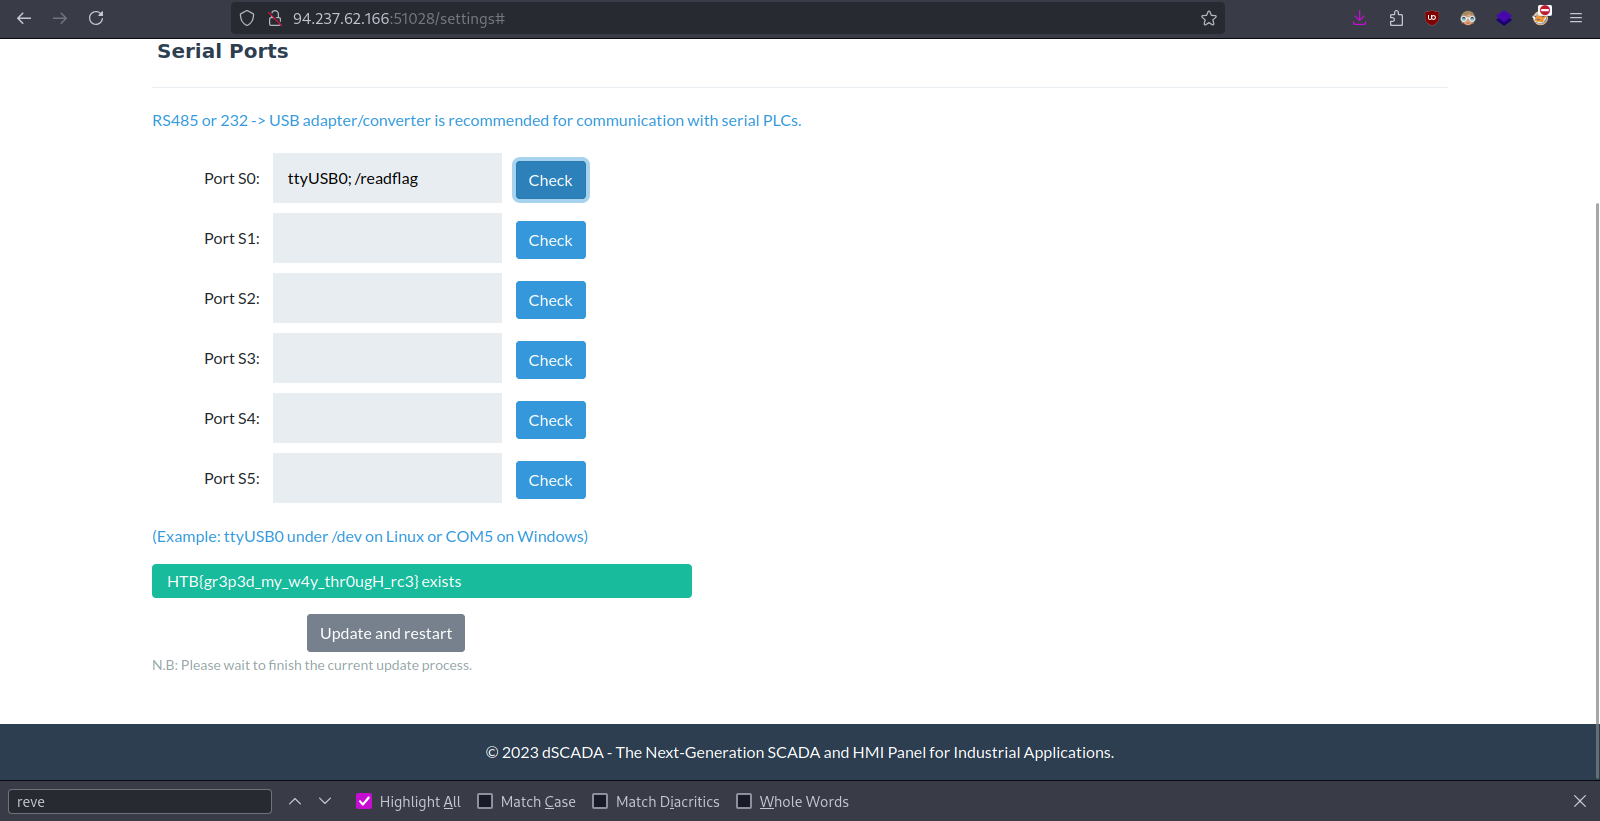 94.237.62.166:51028/settings#
Serial Ports
RS485 or 232 -> USB adapter/converter is recommended for communication with serial PLCs.
Port S0: ttyUSB0; /readflag Check
Port S1: Check
Port S2: Check
Port S3: Check
Port S4: Check
Port S5: Check
(Example: ttyUSB0 under /dev on Linux or COM5 on Windows)
HTB{gr3p3d_my_w4y_thr0ugH_rc3} exists
Update and restart
N.B: Please wait to finish the current update process.
© 2023 dSCADA - The Next-Generation SCADA and HMI Panel for Industrial Applications.
reve Highlight All Match Case Match Diacritics Whole Words